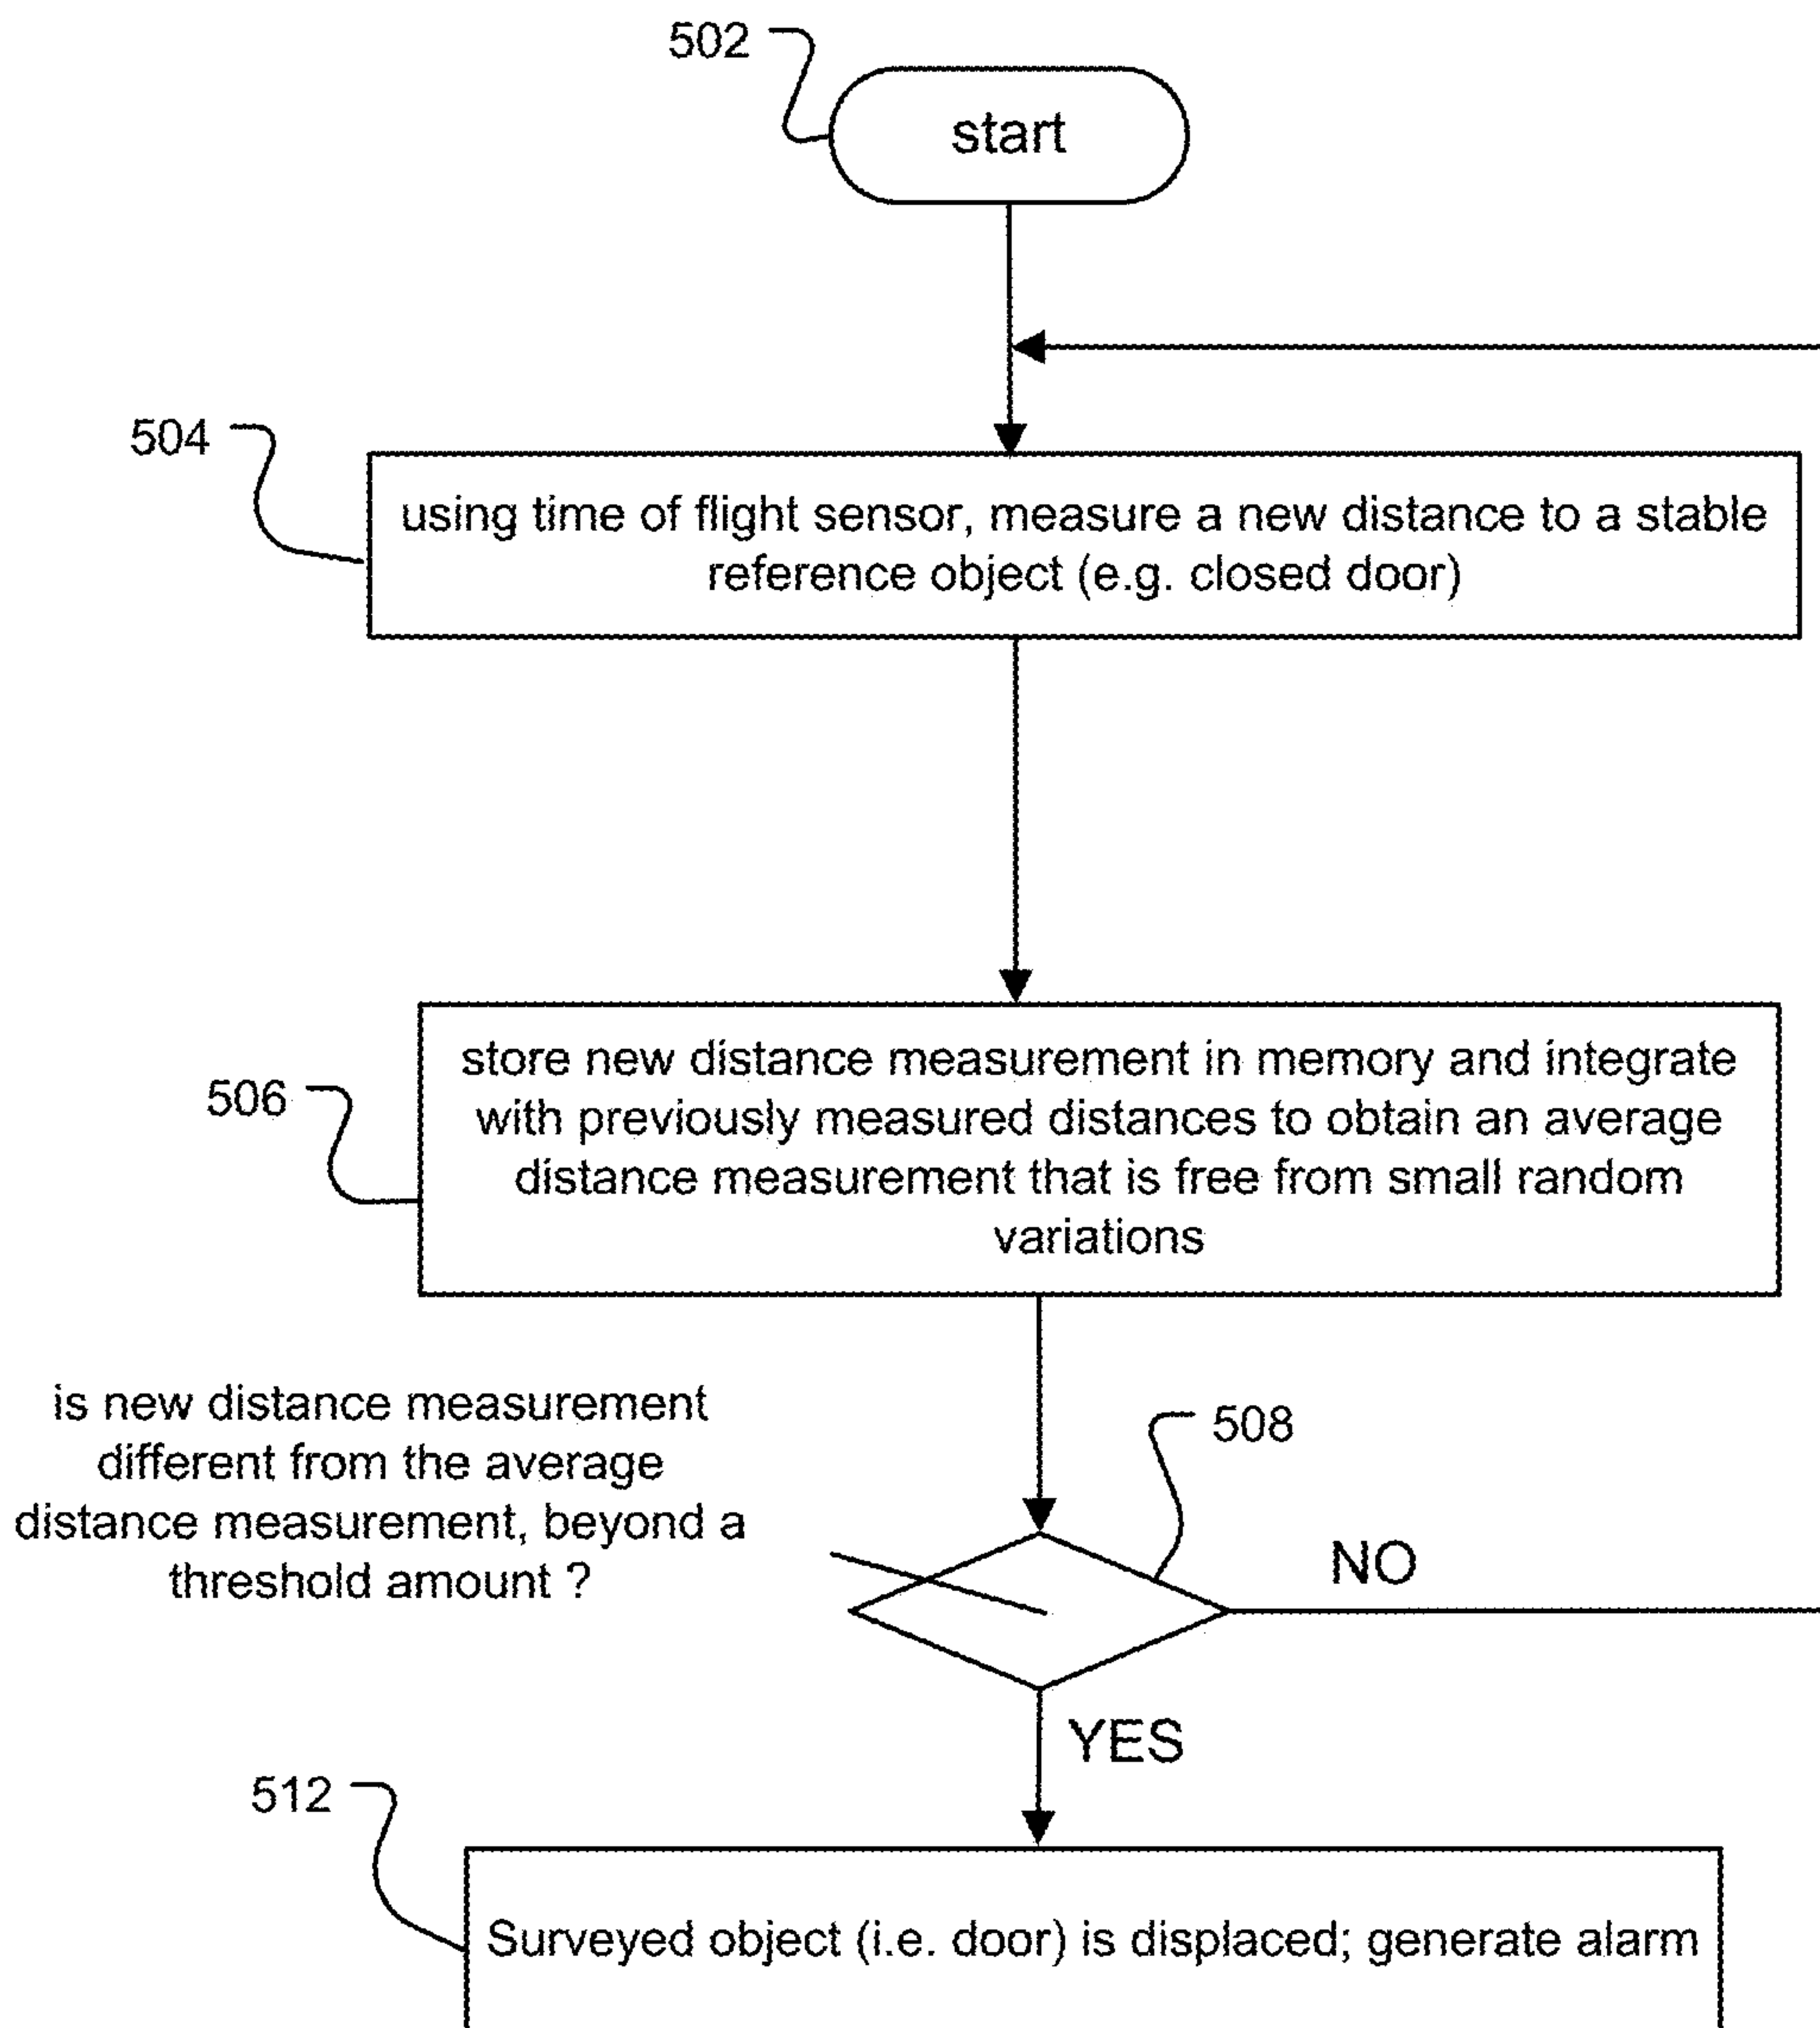 502
start
504
using time of flight sensor, measure a new distance to a stable
reference object (e.g. closed door)
506
store new distance measurement in memory and integrate
with previously measured distances to obtain an average
distance measurement that is free from small random
variations
is new distance measurement
different from the average
distance measurement, beyond a
threshold amount ?
508
NO
YES
512
Surveyed object (i.e. door) is displaced; generate alarm